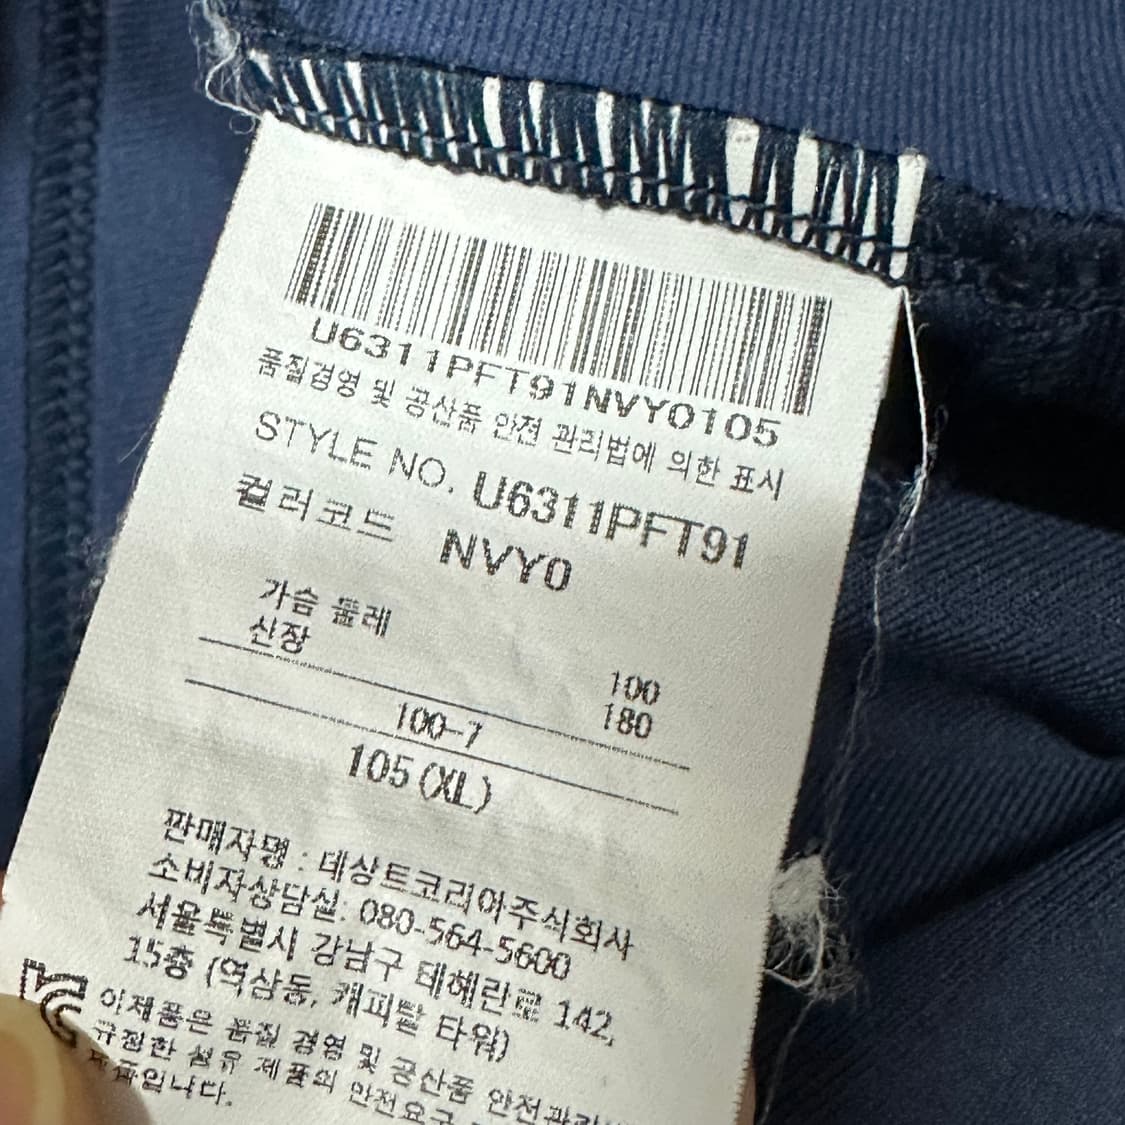 U6311PFT91NVY0105
품질경영 및 공산품 안전 관리법에 의한 표시
STYLE NO. U6311PFT91
컬러코드 NVY0
가슴 둘레 100
신장 180
100-7
105(XL)
판매자명 : 데상트코리아주식회사
소비자상담실: 080-564-5600
서울특별시 강남구 테헤란로 142,
15층 (역삼동, 캐피탈 타워)
이제품은 품질 경영 및 공산품 안전관리
규정한 섬유 제품의 안전요구
입니다.